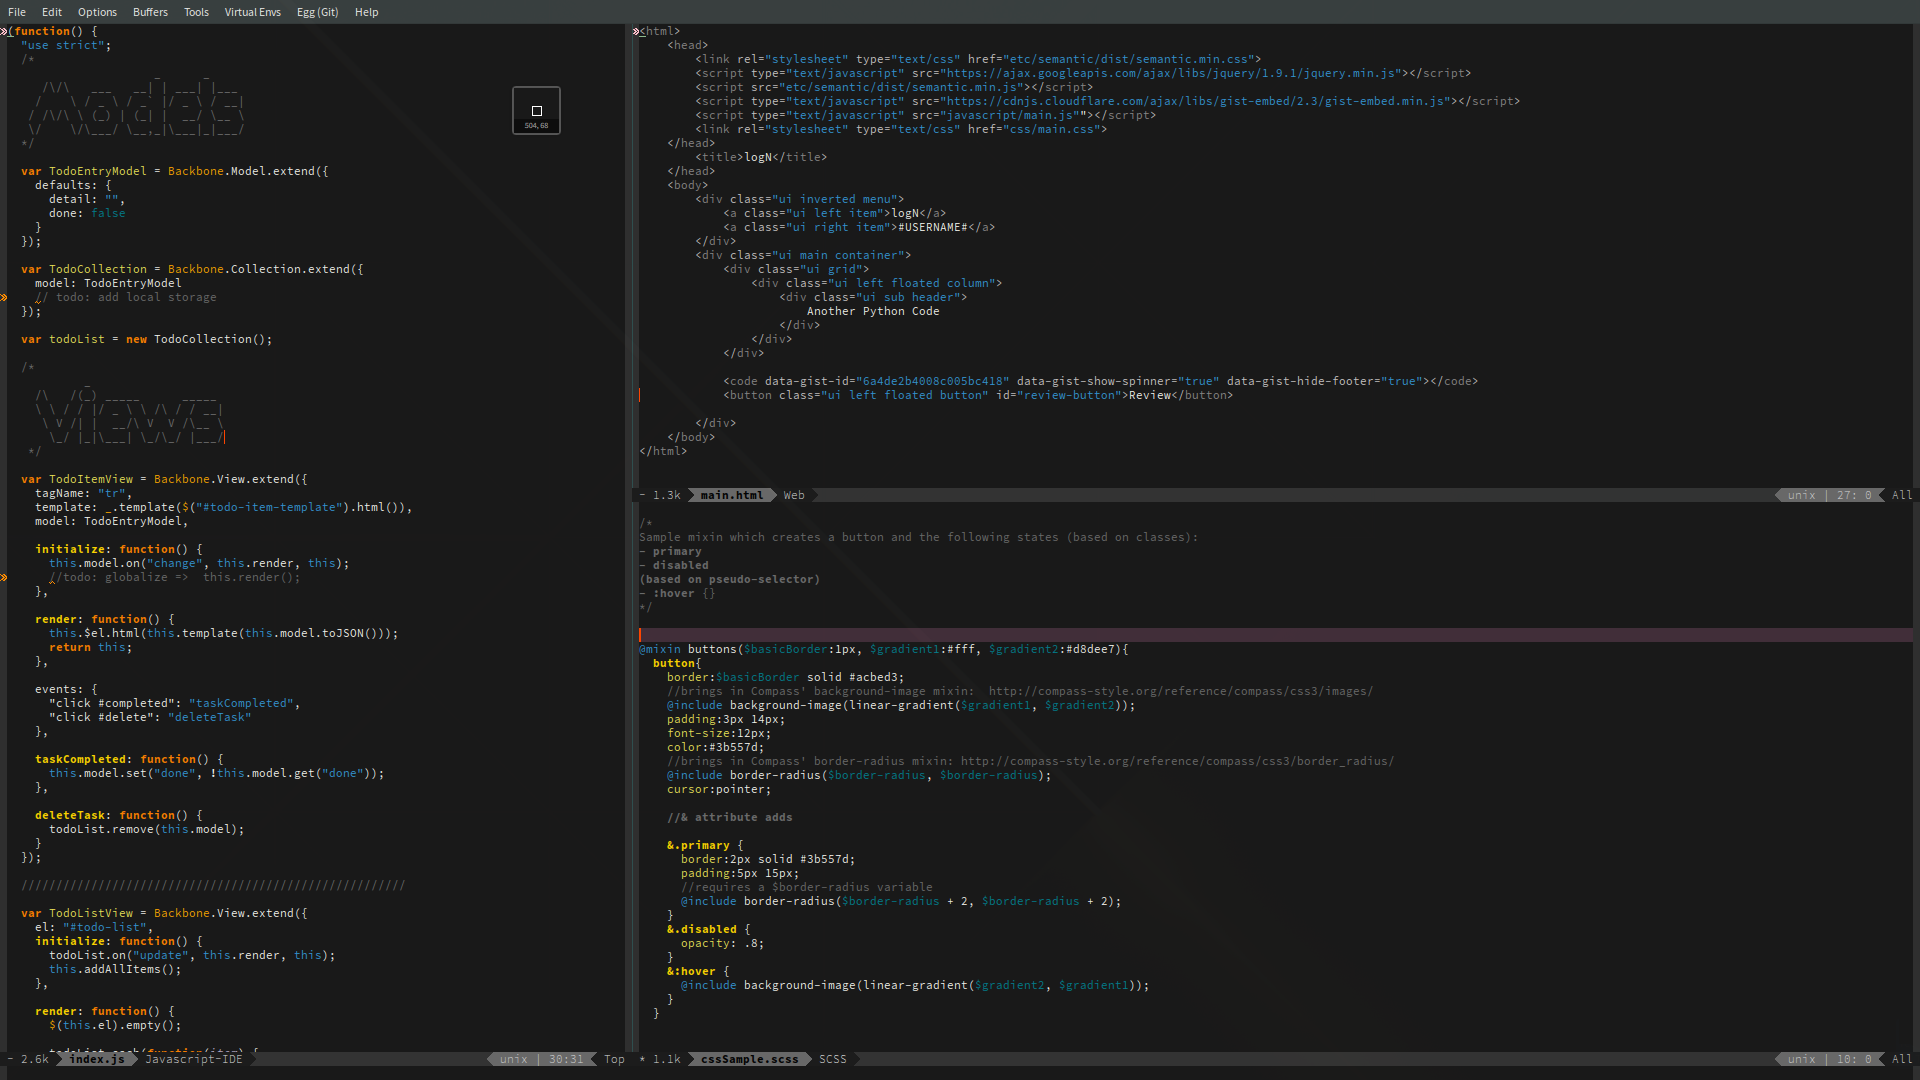 File Edit Options Buffers Tools Virtual Envs Egg (Git) Help
(function() {
  "use strict";
  /*
                     _      _
     /\/\   ___   __| | ___| |___
    /    \ / _ \ / _` |/ _ \ / __|
   / /\/\ \ (_) | (_| |  __/ \__ \
   \/    \/\___/ \__,_|\___|_|___/
  */

  var TodoEntryModel = Backbone.Model.extend({
    defaults: {
      detail: "",
      done: false
    }
  });

  var TodoCollection = Backbone.Collection.extend({
    model: TodoEntryModel
    // todo: add local storage
  });

  var todoList = new TodoCollection();

  /*
           _
    /\   /(_) _____      _____
    \ \ / / |/ _ \ \ /\ / / __|
     \ V /| |  __/\ V  V /\__ \
      \_/ |_|\___| \_/\_/ |___/
   */

  var TodoItemView = Backbone.View.extend({
    tagName: "tr",
    template: _.template($("#todo-item-template").html()),
    model: TodoEntryModel,

    initialize: function() {
      this.model.on("change", this.render, this);
      //todo: globalize =>  this.render();
    },

    render: function() {
      this.$el.html(this.template(this.model.toJSON()));
      return this;
    },

    events: {
      "click #completed": "taskCompleted",
      "click #delete": "deleteTask"
    },

    taskCompleted: function() {
      this.model.set("done", !this.model.get("done"));
    },

    deleteTask: function() {
      todoList.remove(this.model);
    }
  });

  ///////////////////////////////////////////////////////

  var TodoListView = Backbone.View.extend({
    el: "#todo-list",
    initialize: function() {
      todoList.on("update", this.render, this);
      this.addAllItems();
    },

    render: function() {
      $(this.el).empty();

- 2.6k index.js Javascript-IDE unix | 30:31 Top
504,68
<html>
    <head>
        <link rel="stylesheet" type="text/css" href="etc/semantic/dist/semantic.min.css">
        <script type="text/javascript" src="https://ajax.googleapis.com/ajax/libs/jquery/1.9.1/jquery.min.js"></script>
        <script src="etc/semantic/dist/semantic.min.js"></script>
        <script type="text/javascript" src="https://cdnjs.cloudflare.com/ajax/libs/gist-embed/2.3/gist-embed.min.js"></script>
        <script type="text/javascript" src="javascript/main.js""></script>
        <link rel="stylesheet" type="text/css" href="css/main.css">
    </head>
        <title>logN</title>
    </head>
    <body>
        <div class="ui inverted menu">
            <a class="ui left item">logN</a>
            <a class="ui right item">#USERNAME#</a>
        </div>
        <div class="ui main container">
            <div class="ui grid">
                <div class="ui left floated column">
                    <div class="ui sub header">
                        Another Python Code
                    </div>
                </div>
            </div>

            <code data-gist-id="6a4de2b4008c005bc418" data-gist-show-spinner="true" data-gist-hide-footer="true"></code>
            <button class="ui left floated button" id="review-button">Review</button>

        </div>
    </body>
</html>
- 1.3k main.html Web unix | 27: 0 All
/*
Sample mixin which creates a button and the following states (based on classes):
- primary
- disabled
(based on pseudo-selector)
- :hover {}
*/

@mixin buttons($basicBorder:1px, $gradient1:#fff, $gradient2:#d8dee7){
  button{
    border:$basicBorder solid #acbed3;
    //brings in Compass' background-image mixin:  http://compass-style.org/reference/compass/css3/images/
    @include background-image(linear-gradient($gradient1, $gradient2));
    padding:3px 14px;
    font-size:12px;
    color:#3b557d;
    //brings in Compass' border-radius mixin: http://compass-style.org/reference/compass/css3/border_radius/
    @include border-radius($border-radius, $border-radius);
    cursor:pointer;

    //& attribute adds

    &.primary {
      border:2px solid #3b557d;
      padding:5px 15px;
      //requires a $border-radius variable
      @include border-radius($border-radius + 2, $border-radius + 2);
    }
    &.disabled {
      opacity: .8;
    }
    &:hover {
      @include background-image(linear-gradient($gradient2, $gradient1));
    }
  }
* 1.1k cssSample.scss SCSS unix | 10: 0 All